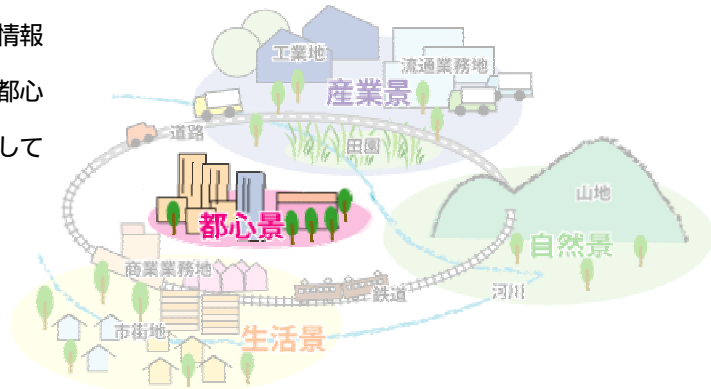 情報
都心
して
工業地
流通業務地
産業景
道路
田園
山地
都心景
自然景
商業業務地
鉄道
河川
市街地
生活景